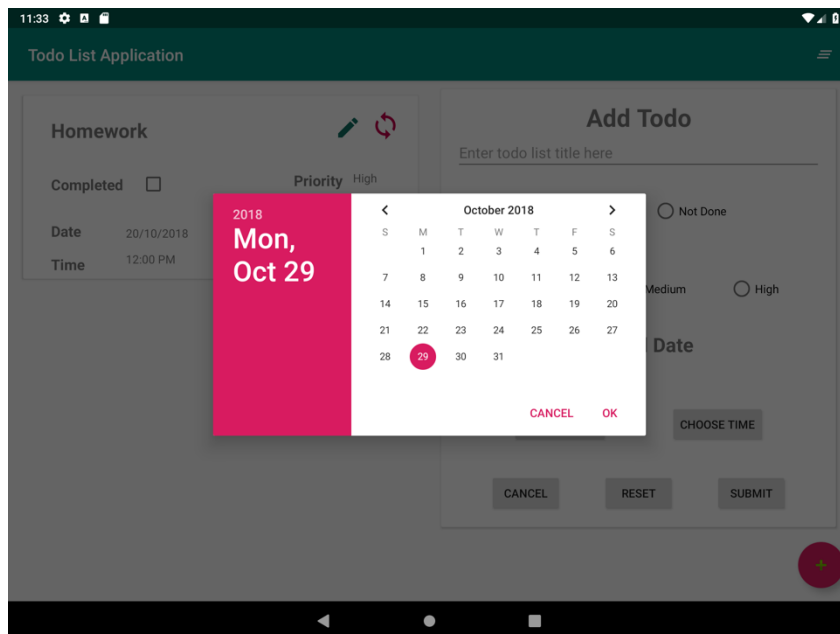 11:33
Todo List Application
Homework
Completed
Priority High
Date 20/10/2018
Time 12:00 PM
Add Todo
Enter todo list title here
Not Done
Medium High
Date
CHOOSE TIME
CANCEL RESET SUBMIT
2018
Mon,
Oct 29
October 2018
S M T W T F S
1 2 3 4 5 6
7 8 9 10 11 12 13
14 15 16 17 18 19 20
21 22 23 24 25 26 27
28 29 30 31
CANCEL OK